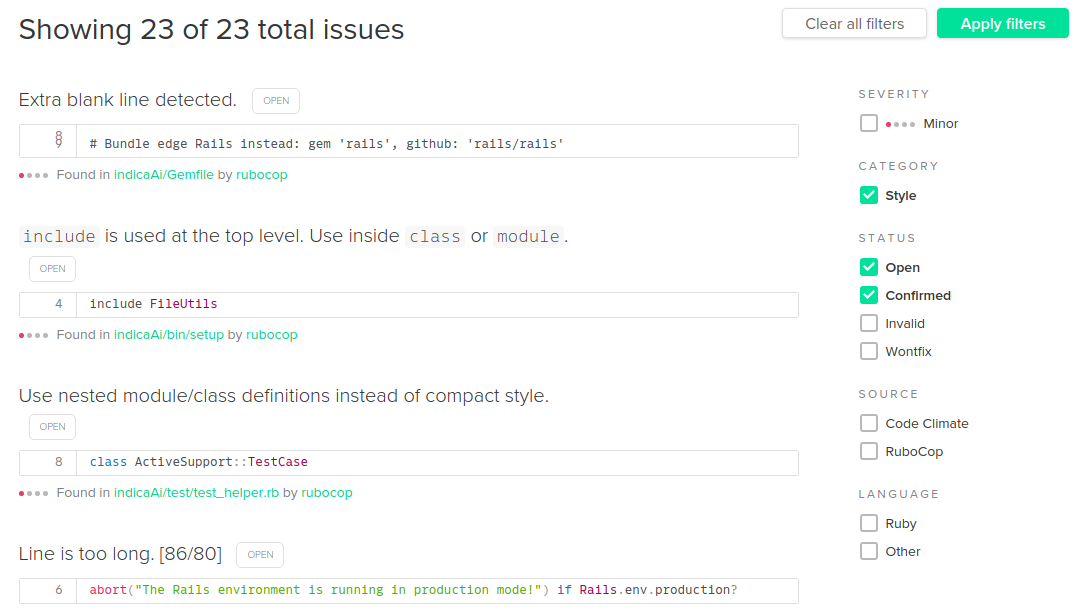 Showing 23 of 23 total issues
Clear all filters
Apply filters
Extra blank line detected. OPEN
8
9 # Bundle edge Rails instead: gem 'rails', github: 'rails/rails'
Found in indicaAi/Gemfile by rubocop
include is used at the top level. Use inside class or module.
OPEN
4 include FileUtils
Found in indicaAi/bin/setup by rubocop
Use nested module/class definitions instead of compact style.
OPEN
8 class ActiveSupport::TestCase
Found in indicaAi/test/test_helper.rb by rubocop
Line is too long. [86/80] OPEN
6 abort("The Rails environment is running in production mode!") if Rails.env.production?
SEVERITY
Minor
CATEGORY
Style
STATUS
Open
Confirmed
Invalid
Wontfix
SOURCE
Code Climate
RuboCop
LANGUAGE
Ruby
Other